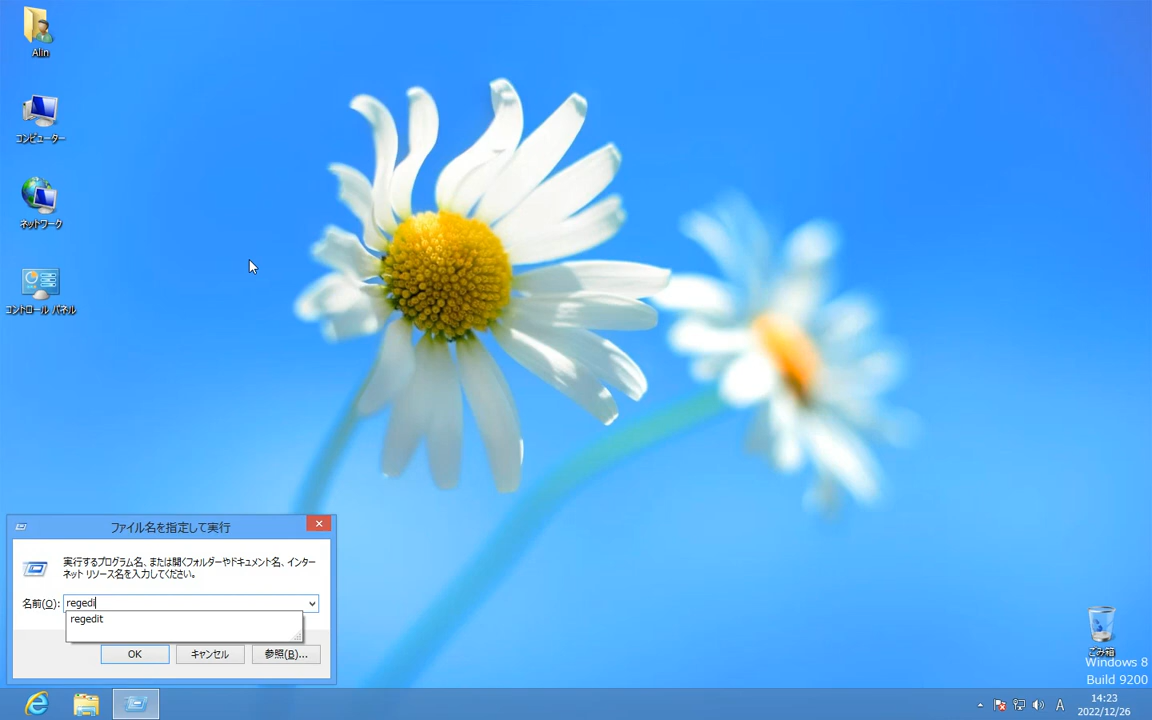 Alin
コンピューター
ネットワーク
コントロール パネル
ファイル名を指定して実行
実行するプログラム名、または開くフォルダーやドキュメント名、インター
ネット リソース名を入力してください。
名前(O):
regedi
regedit
OK
キャンセル
参照(B)...
ごみ箱
Windows 8
Build 9200
A
14:23
2022/12/26